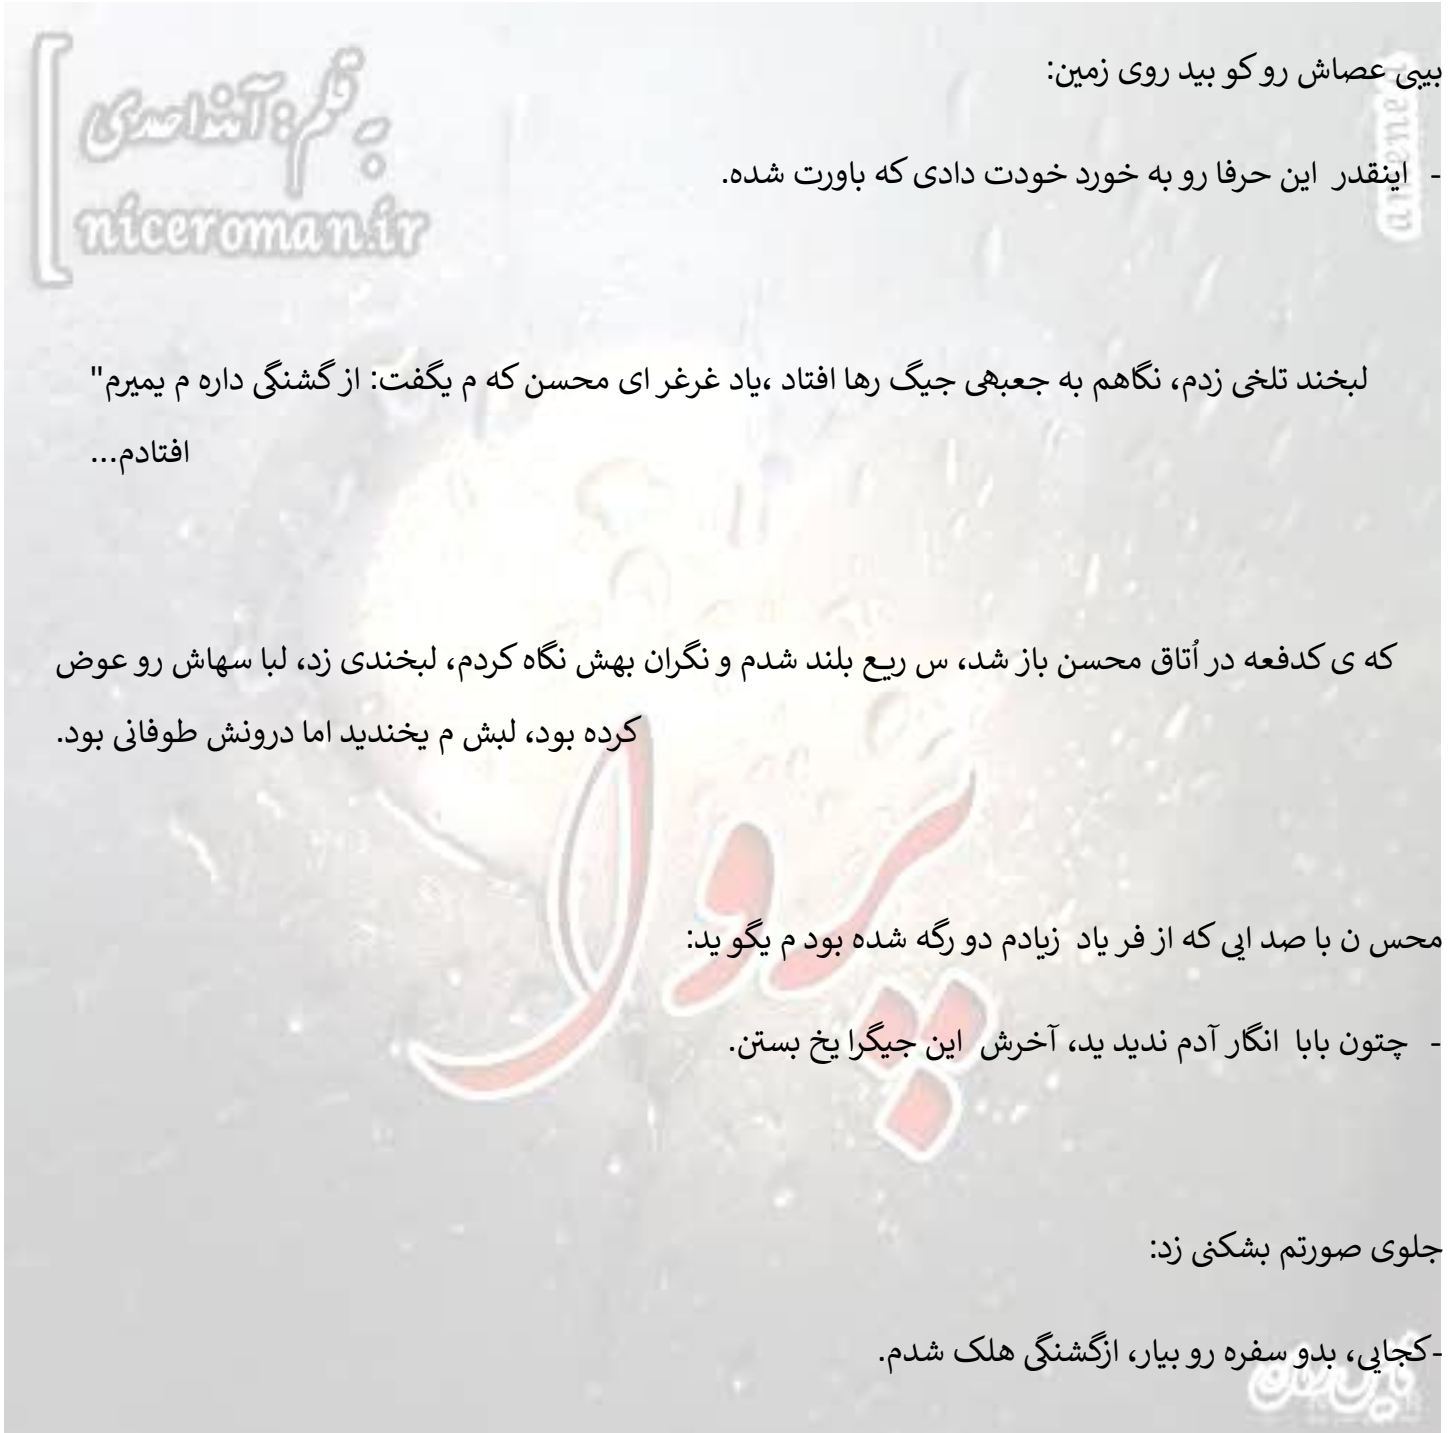 به قلم: آمنه احمدی
niceroman.ir
بیبی عصاش رو کو بید روی زمین:
- اینقدر این حرفا رو به خورد خودت دادی که باورت شده.
لبخند تلخی زدم، نگاهم به جعبهی جیگ رها افتاد ،یاد غرغر ای محسن که م یگفت: از گشنگی داره م یمیرم"
افتادم...
که ی کدفعه در اُتاق محسن باز شد، س ریع بلند شدم و نگران بهش نگاه کردم، لبخندی زد، لبا سهاش رو عوض
کرده بود، لبش م یخندید اما درونش طوفانی بود.
پروا
محس ن با صد ایی که از فر یاد زیادم دو رگه شده بود م یگو ید:
- چتون بابا انگار آدم ندید ید، آخرش این جیگرا یخ بستن.
جلوی صورتم بشکنی زد:
-کجایی، بدو سفره رو بیار، ازگشنگی هلک شدم.